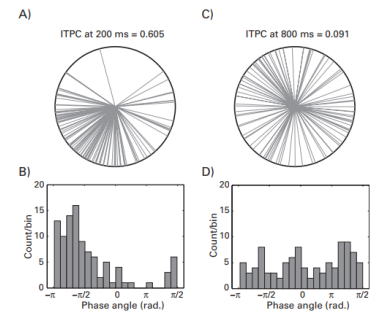 A)
ITPC at 200 ms = 0.605
B)
20
15
10
5
0
Count/bin
−π −π/2 0 π π/2
Phase angle (rad.)
C)
ITPC at 800 ms = 0.091
D)
20
15
10
5
0
Count/bin
−π −π/2 0 π π/2
Phase angle (rad.)